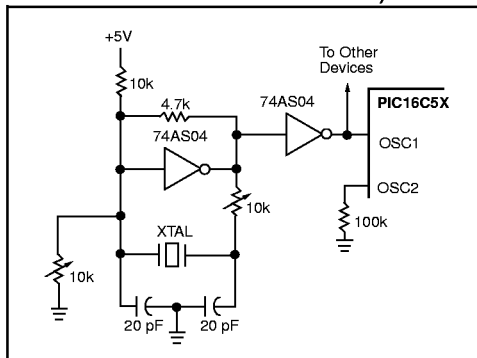 +5V
To Other
Devices
10k
4.7k
74AS04
PIC16C5X
74AS04
OSC1
OSC2
10k
100k
XTAL
10k
20 pF
20 pF